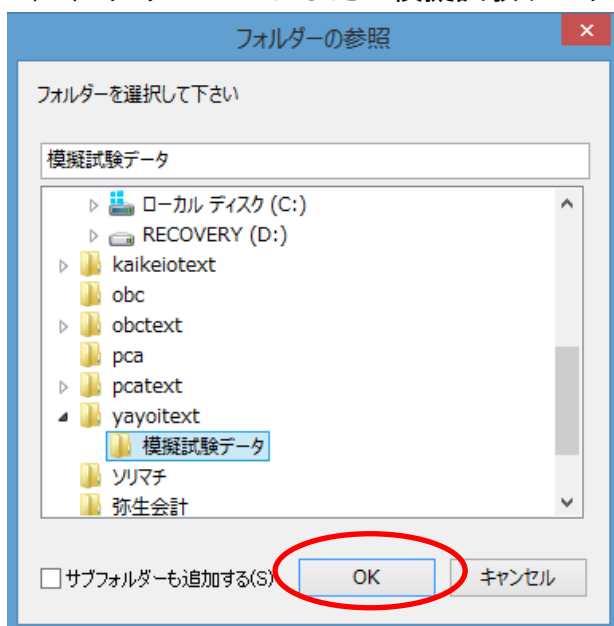 フォルダーの参照
フォルダーを選択して下さい
模擬試験データ
ローカル ディスク (C:)
RECOVERY (D:)
kaikeiotext
obc
obctext
pca
pcatext
yayoitext
模擬試験データ
ソリマチ
弥生会計
サブフォルダーも追加する(S) OK キャンセル